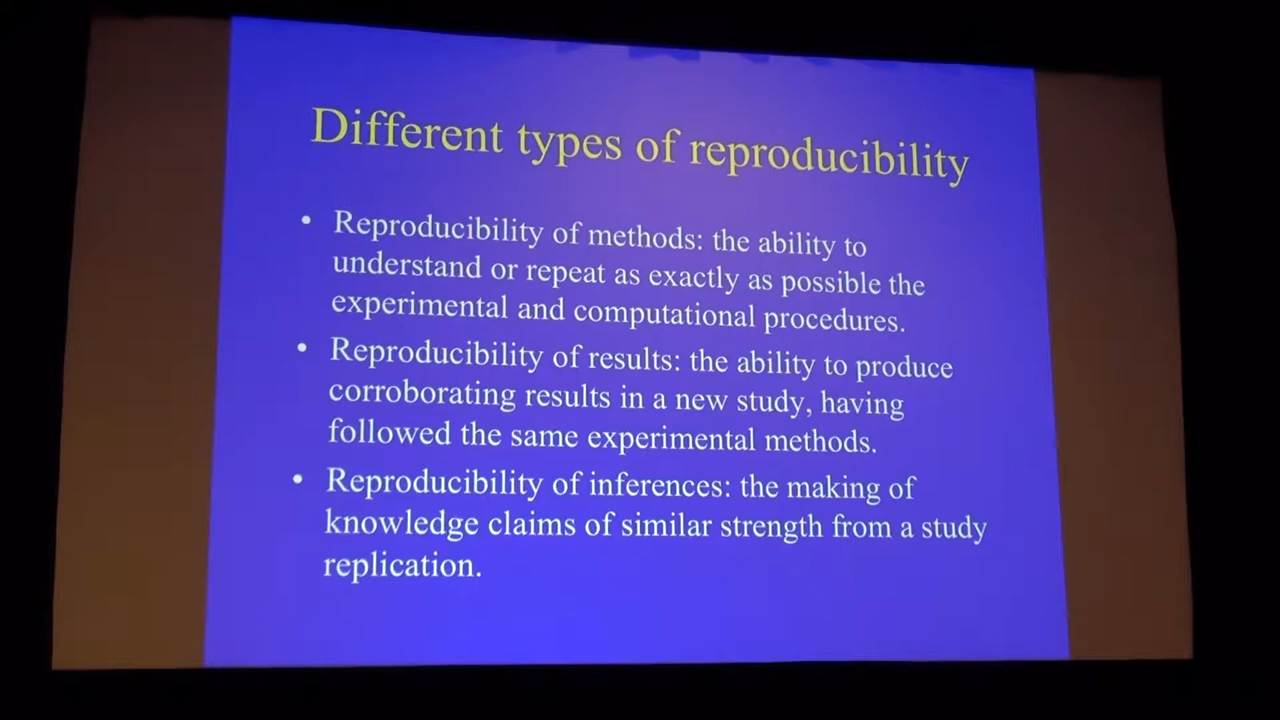 Different types of reproducibility
• Reproducibility of methods: the ability to
understand or repeat as exactly as possible the
experimental and computational procedures.
• Reproducibility of results: the ability to produce
corroborating results in a new study, having
followed the same experimental methods.
• Reproducibility of inferences: the making of
knowledge claims of similar strength from a study
replication.